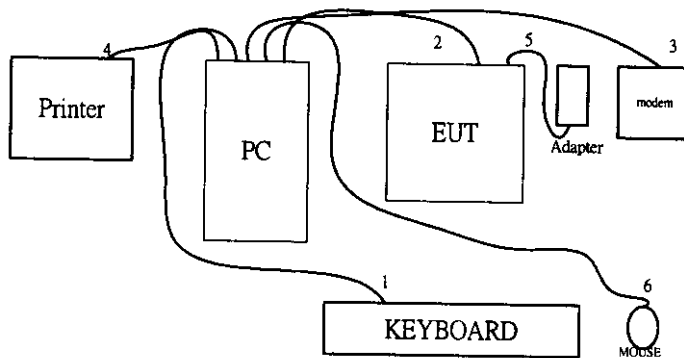 4
2
5
3
Printer
PC
EUT
Adapter
modem
1
6
KEYBOARD
MOUSE